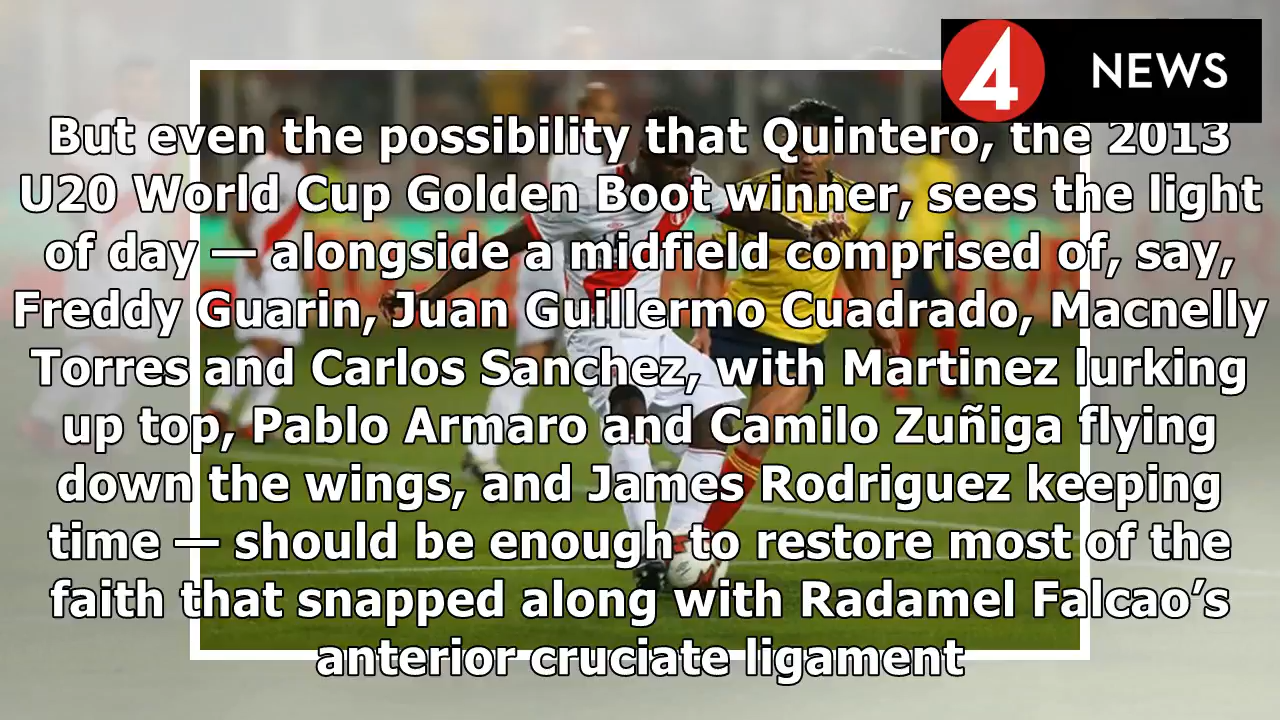 4 NEWS
But even the possibility that Quintero, the 2013
U20 World Cup Golden Boot winner, sees the light
of day — alongside a midfield comprised of, say,
Freddy Guarin, Juan Guillermo Cuadrado, Macnelly
Torres and Carlos Sanchez, with Martinez lurking
up top, Pablo Armaro and Camilo Zuñiga flying
down the wings, and James Rodriguez keeping
time — should be enough to restore most of the
faith that snapped along with Radamel Falcao’s
anterior cruciate ligament